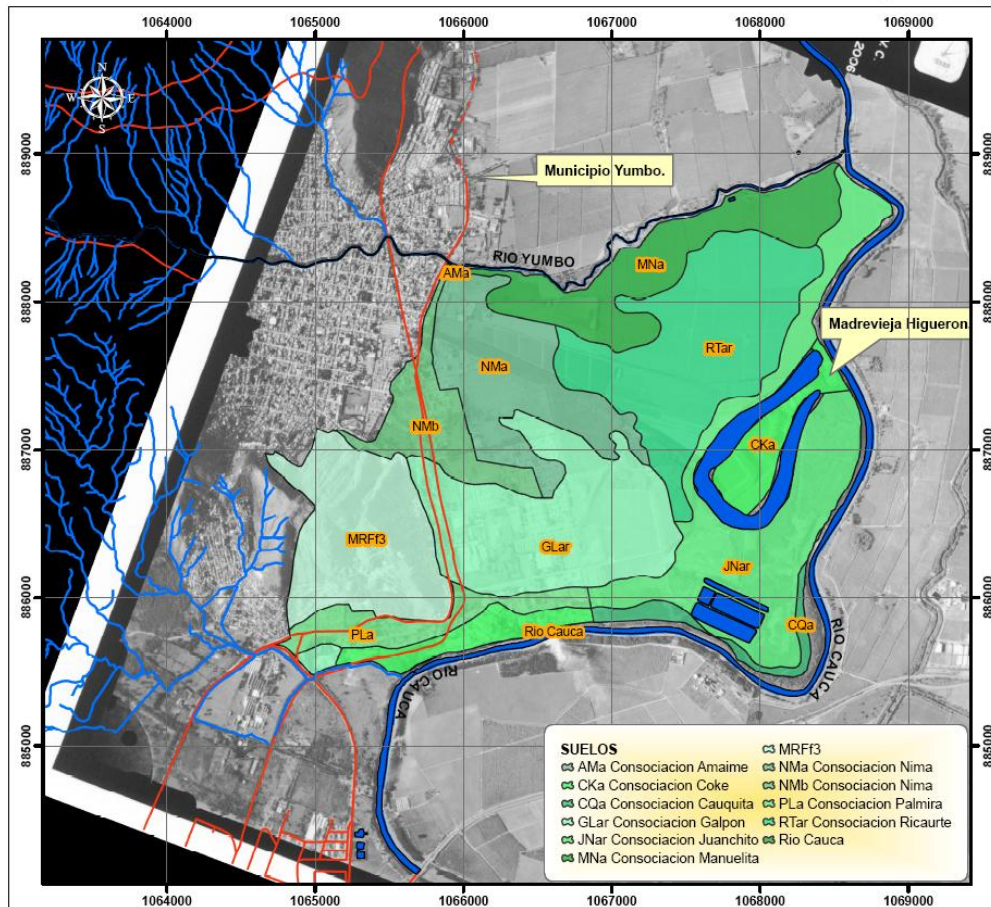 1064000 1065000 1066000 1067000 1068000 1069000
V.C.
2006
N
W E
S
889000 889000
Municipio Yumbo.
RIO YUMBO
AMa
MNa
888000 888000
Madrevieja Higueron.
RTar
NMa
NMb
CKa
887000 887000
MRFf3
GLar
JNar
886000 886000
PLa
Rio Cauca
CQa
RIO CAUCA
RIO CAUCA
885000 885000
SUELOS
AMa Consociacion Amaime
CKa Consociacion Coke
CQa Consociacion Cauquita
GLar Consociacion Galpon
JNar Consociacion Juanchito
MNa Consociacion Manuelita
MRFf3
NMa Consociacion Nima
NMb Consociacion Nima
PLa Consociacion Palmira
RTar Consociacion Ricaurte
Rio Cauca
1064000 1065000 1066000 1067000 1068000 1069000